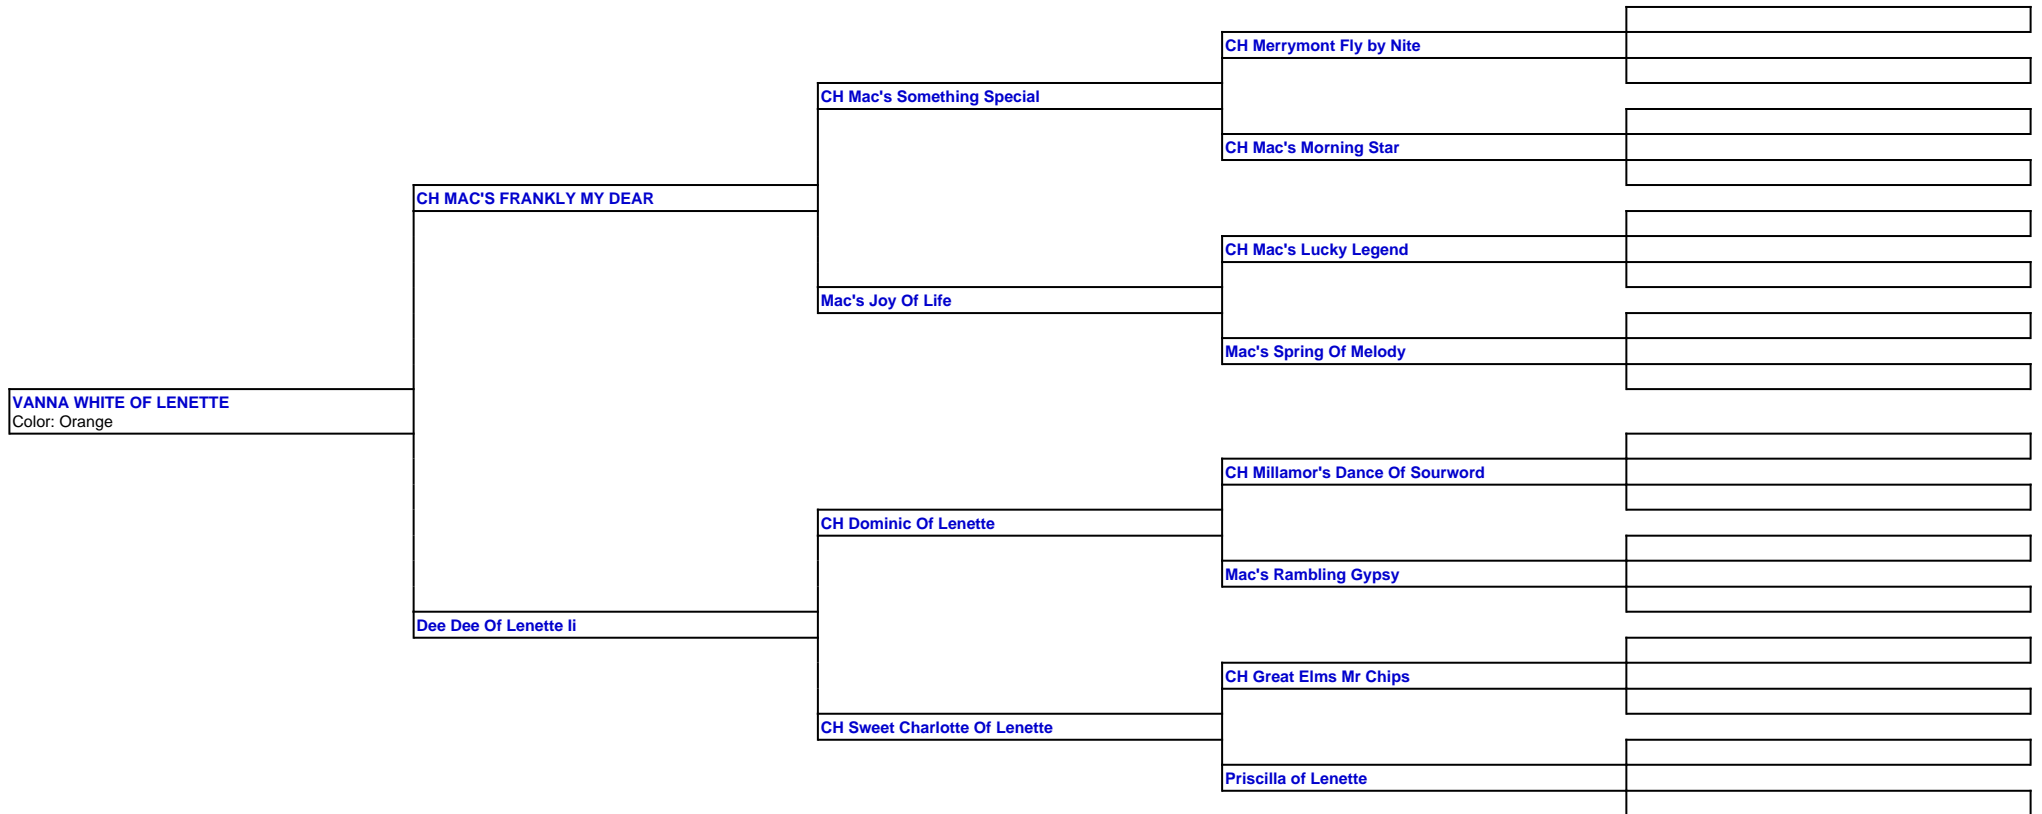 CH Merrymont Fly by Nite
CH Mac's Something Special
CH Mac's Morning Star
CH MAC'S FRANKLY MY DEAR
CH Mac's Lucky Legend
Mac's Joy Of Life
Mac's Spring Of Melody
VANNA WHITE OF LENETTE
Color: Orange
CH Millamor's Dance Of Sourword
CH Dominic Of Lenette
Mac's Rambling Gypsy
Dee Dee Of Lenette Ii
CH Great Elms Mr Chips
CH Sweet Charlotte Of Lenette
Priscilla of Lenette